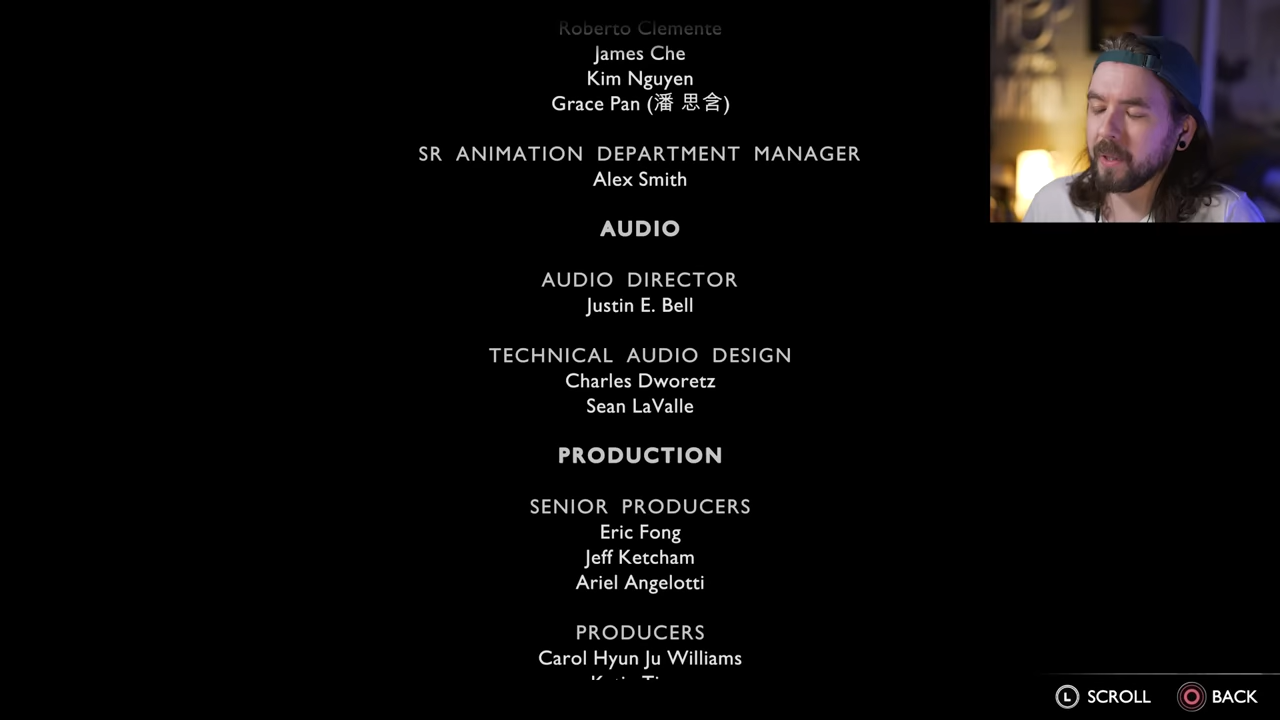 Roberto Clemente
James Che
Kim Nguyen
Grace Pan (潘 思含)
SR ANIMATION DEPARTMENT MANAGER
Alex Smith
AUDIO
AUDIO DIRECTOR
Justin E. Bell
TECHNICAL AUDIO DESIGN
Charles Dworetz
Sean LaValle
PRODUCTION
SENIOR PRODUCERS
Eric Fong
Jeff Ketcham
Ariel Angelotti
PRODUCERS
Carol Hyun Ju Williams
L SCROLL
BACK